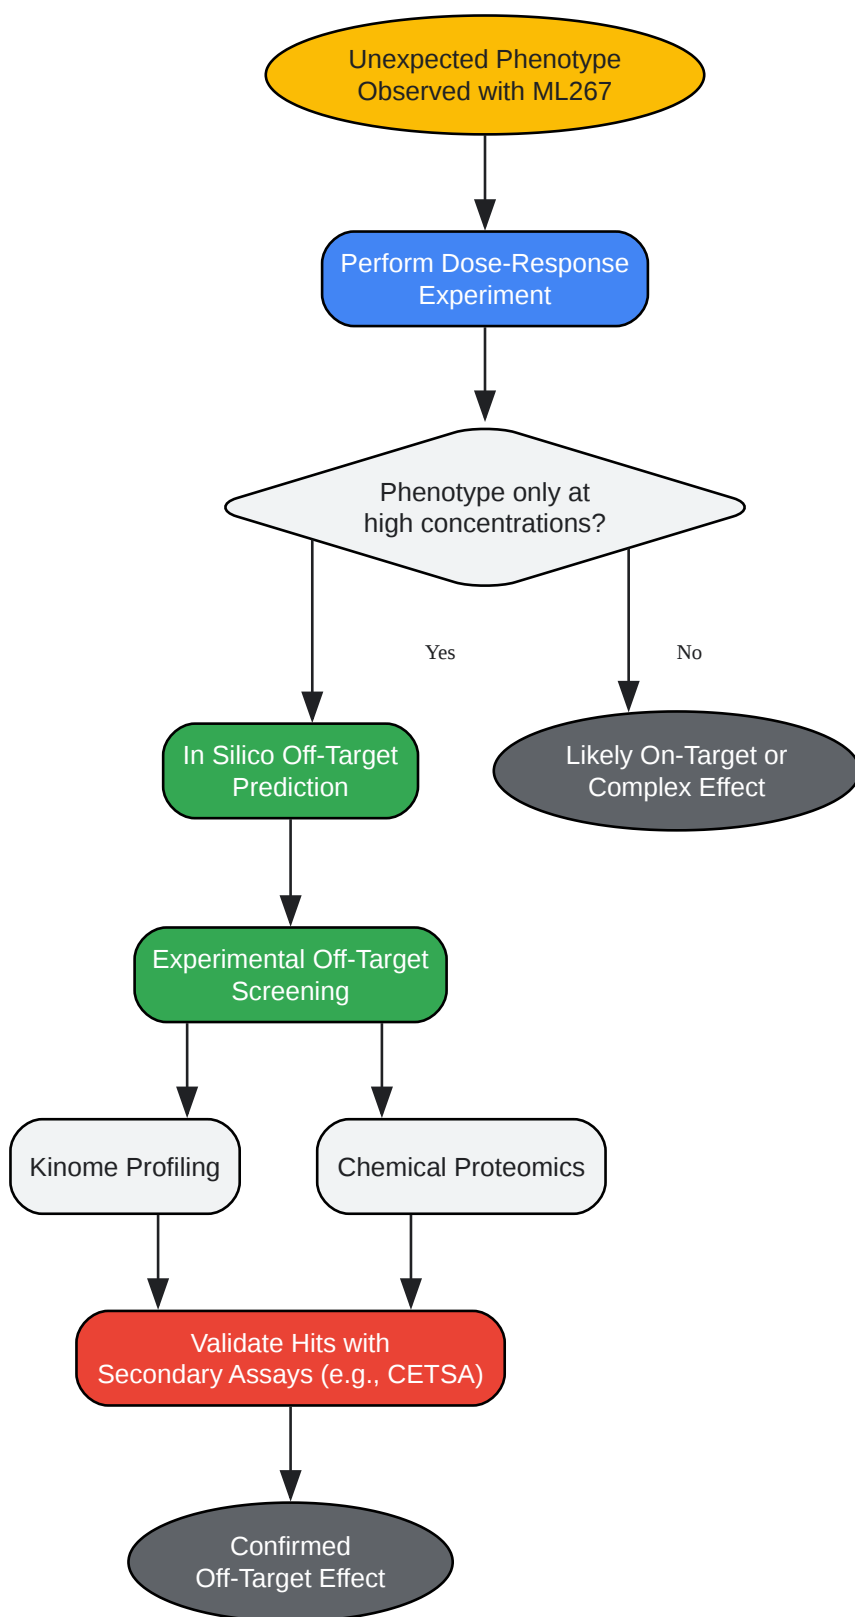 Unexpected Phenotype
Observed with ML267
Perform Dose-Response
Experiment
Phenotype only at
high concentrations?
Yes
No
In Silico Off-Target
Prediction
Likely On-Target or
Complex Effect
Experimental Off-Target
Screening
Kinome Profiling
Chemical Proteomics
Validate Hits with
Secondary Assays (e.g., CETSA)
Confirmed
Off-Target Effect